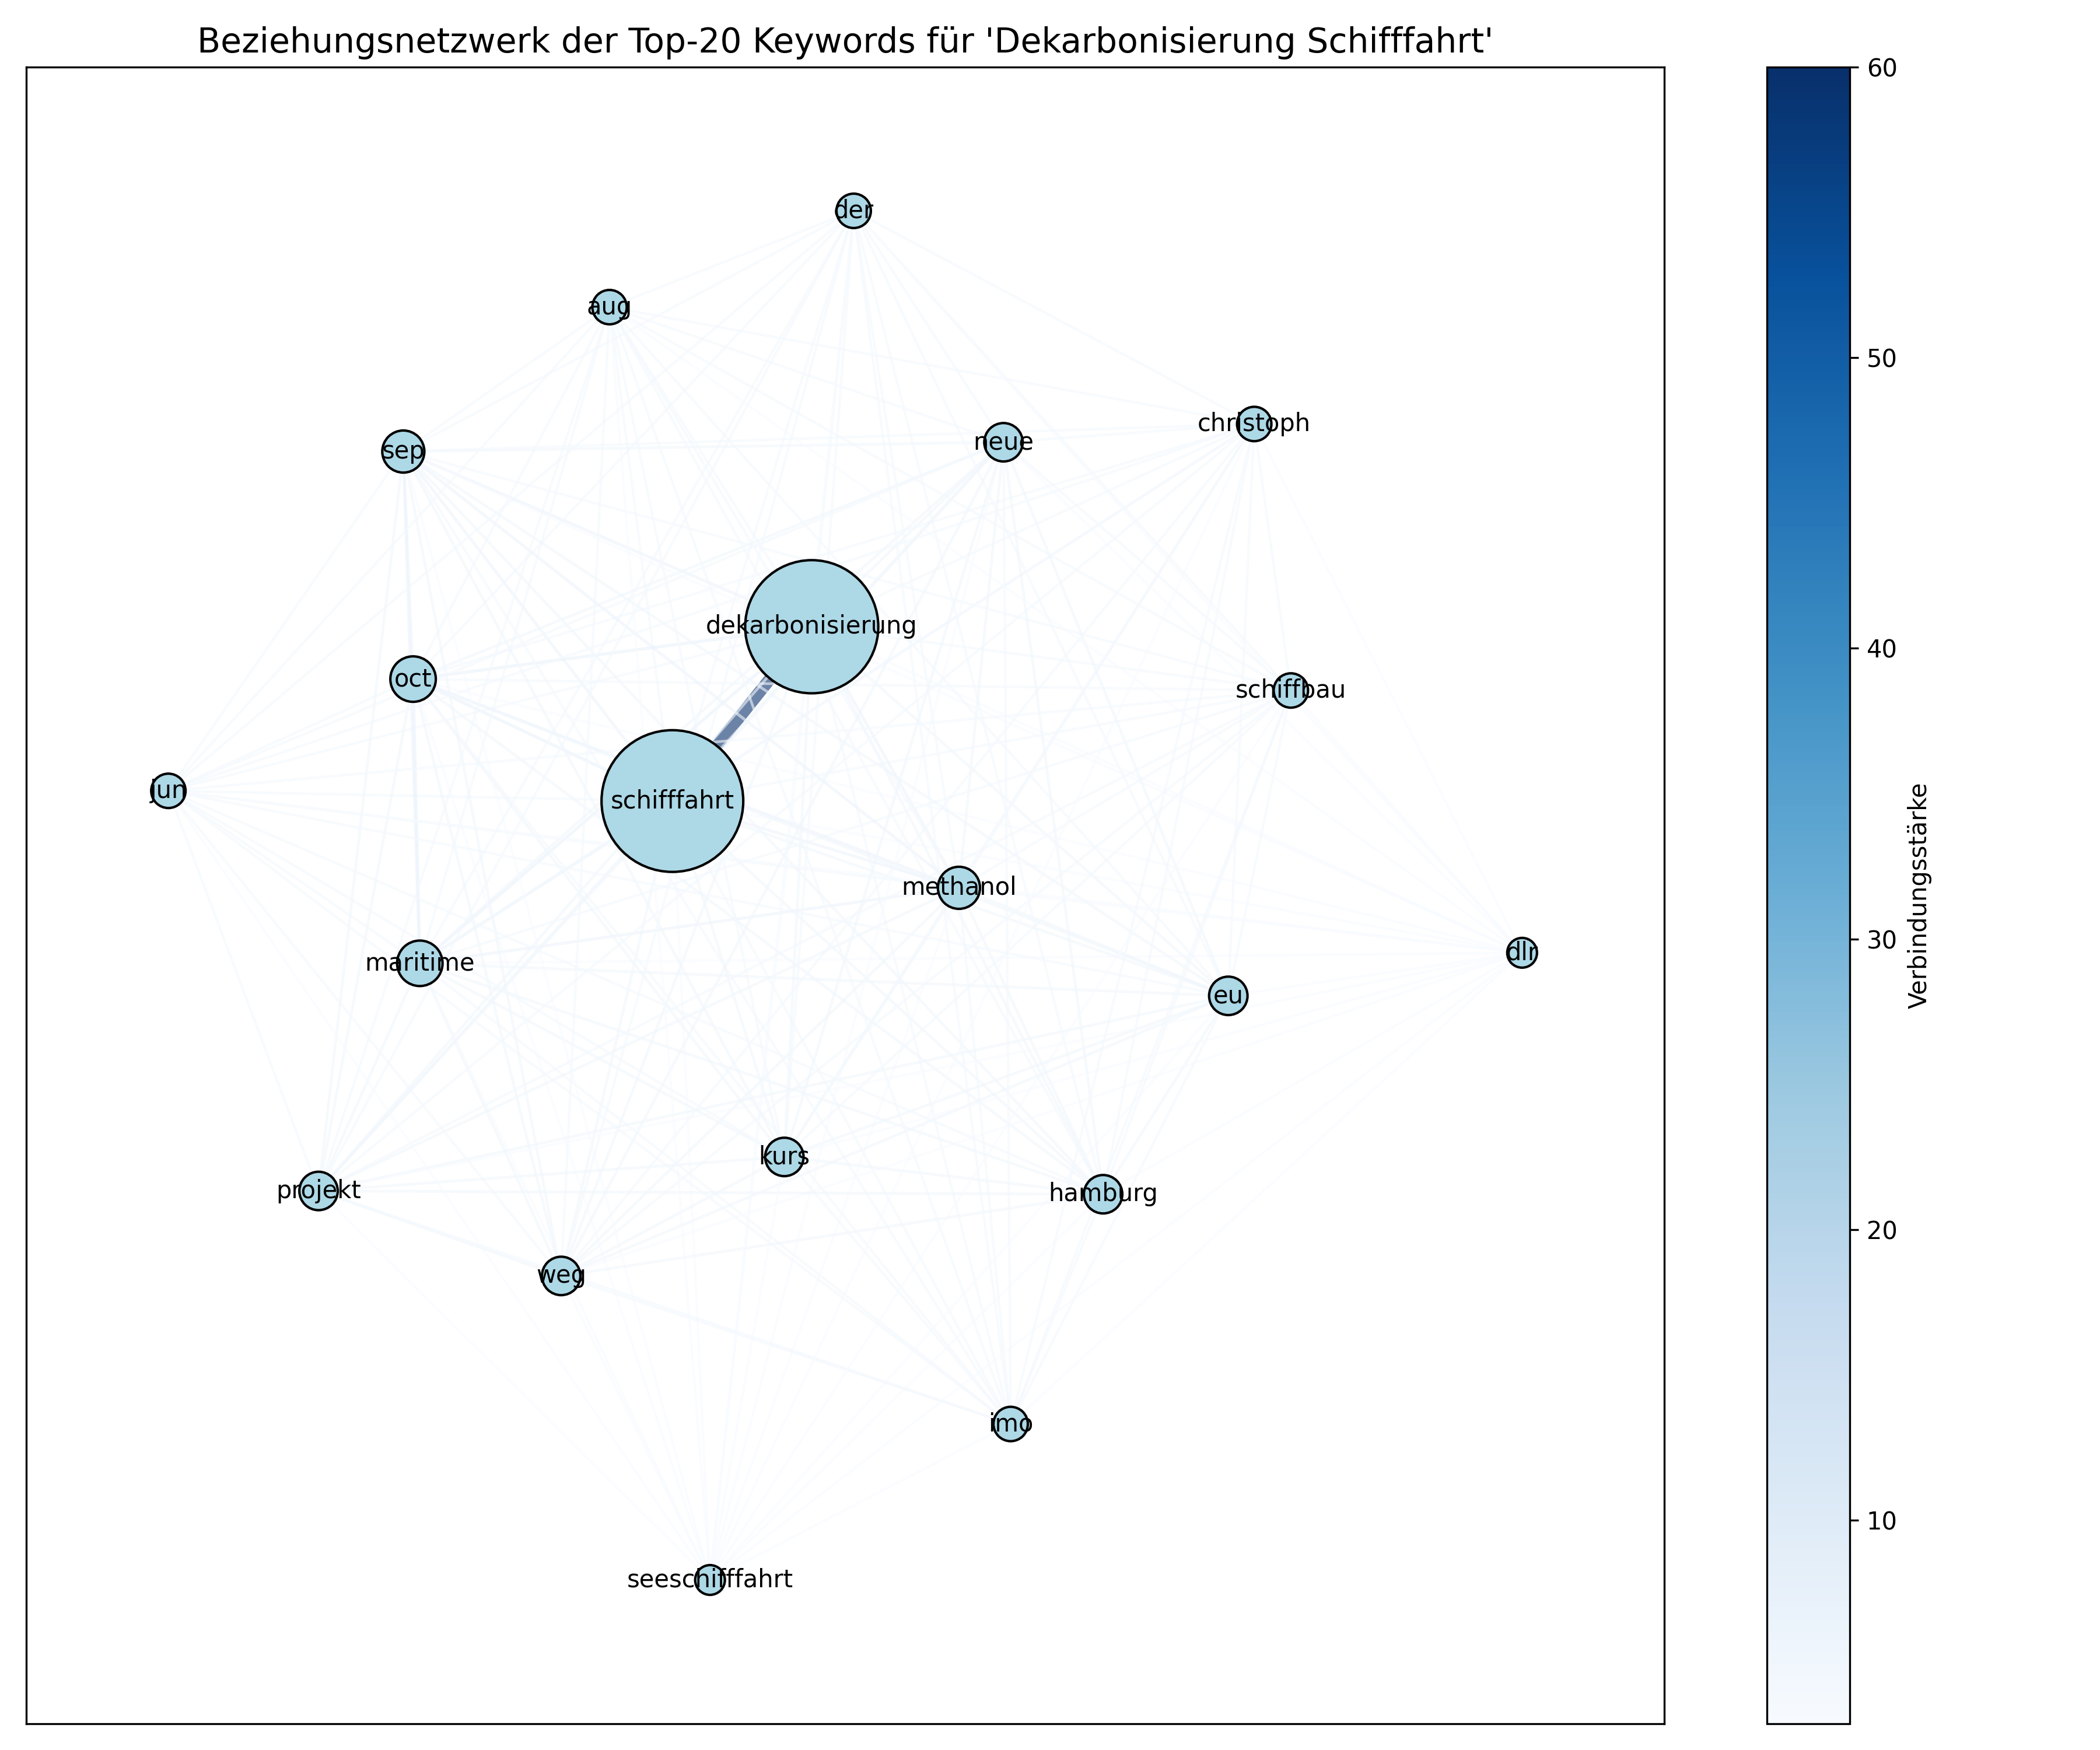 Beziehungsnetzwerk der Top-20 Keywords für 'Dekarbonisierung Schifffahrt'
der
aug
christoph
neue
sep
dekarbonisierung
oct
schiffbau
jun
schifffahrt
methanol
dlr
maritime
eu
kurs
projekt
hamburg
weg
imo
seeschifffahrt
60
50
40
30
20
10
Verbindungsstärke